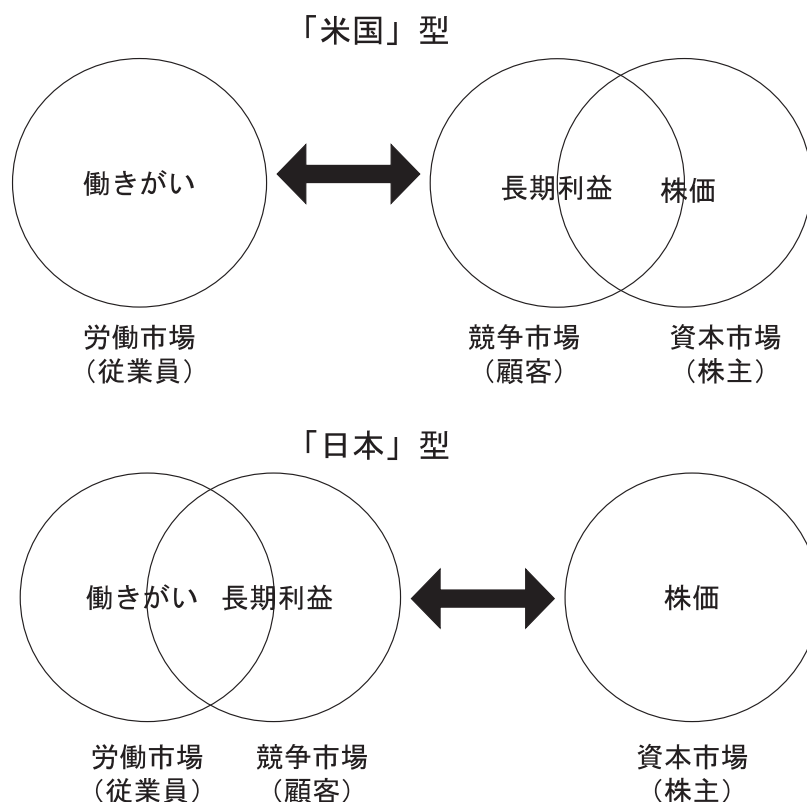 「米国」型
働きがい
長期利益
株価
労働市場
(従業員)
競争市場
(顧客)
資本市場
(株主)
「日本」型
働きがい
長期利益
株価
労働市場
(従業員)
競争市場
(顧客)
資本市場
(株主)